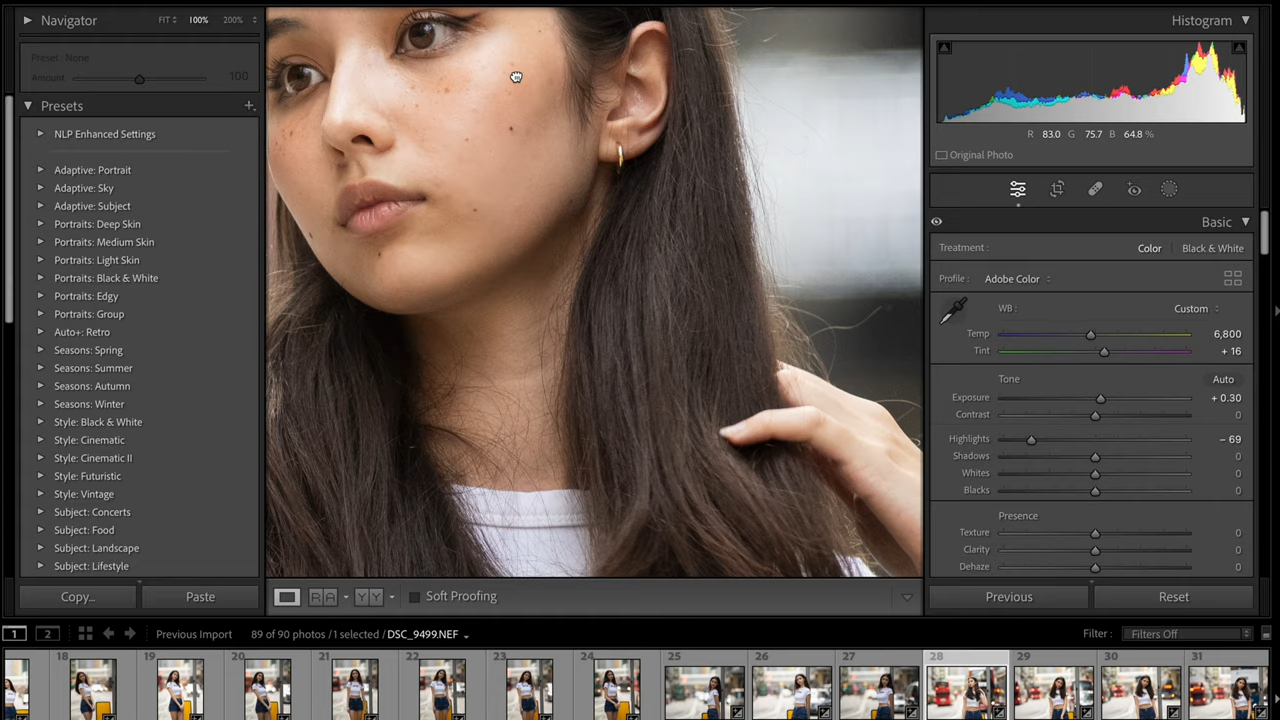 Navigator FIT 100% 200%
Preset : None
Amount 100
Presets +
NLP Enhanced Settings
Adaptive: Portrait
Adaptive: Sky
Adaptive: Subject
Portraits: Deep Skin
Portraits: Medium Skin
Portraits: Light Skin
Portraits: Black & White
Portraits: Edgy
Portraits: Group
Auto+: Retro
Seasons: Spring
Seasons: Summer
Seasons: Autumn
Seasons: Winter
Style: Black & White
Style: Cinematic
Style: Cinematic II
Style: Futuristic
Style: Vintage
Subject: Concerts
Subject: Food
Subject: Landscape
Subject: Lifestyle
Copy... Paste
R A Y Y Soft Proofing
Histogram
R 83.0 G 75.7 B 64.8 %
Original Photo
Basic
Treatment : Color Black & White
Profile : Adobe Color
WB : Custom
Temp 6,800
Tint + 16
Tone Auto
Exposure + 0.30
Contrast 0
Highlights – 69
Shadows 0
Whites 0
Blacks 0
Presence
Texture 0
Clarity 0
Dehaze 0
Previous Reset
1 2 Previous Import 89 of 90 photos / 1 selected / DSC_9499.NEF Filter : Filters Off
18 19 20 21 22 23 24 25 26 27 28 29 30 31